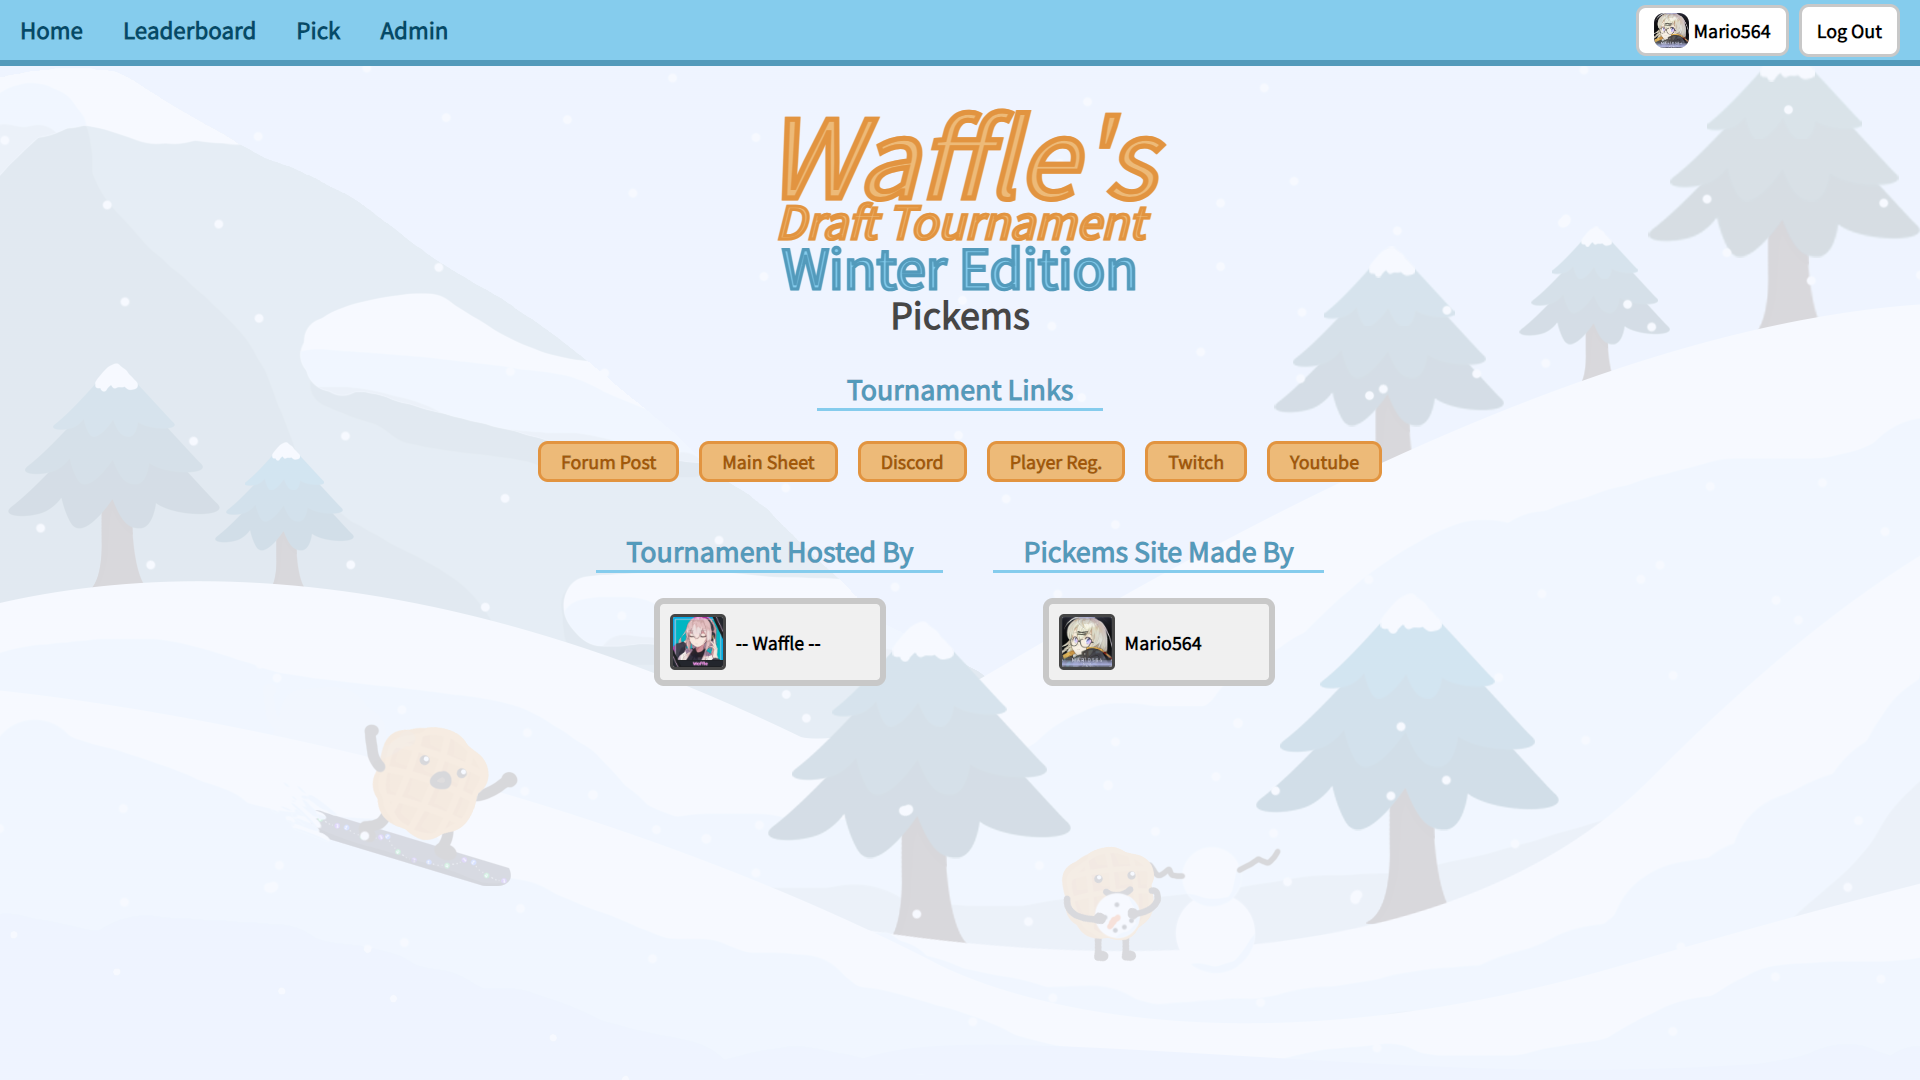 Home Leaderboard Pick Admin Mario564 Log Out
Waffle's
Draft Tournament
Winter Edition
Pickems
Tournament Links
Forum Post Main Sheet Discord Player Reg. Twitch Youtube
Tournament Hosted By Pickems Site Made By
-- Waffle -- Mario564